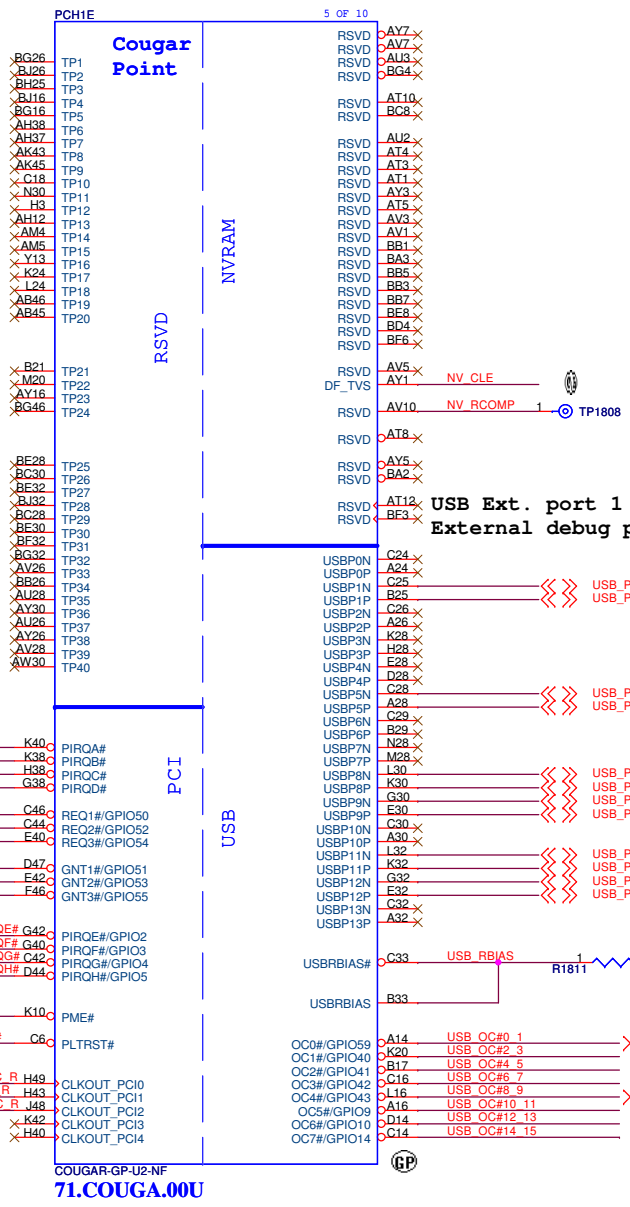 PCH1E 5 OF 10
Cougar
Point
RSVD AY7
RSVD AV7
BG26 TP1 RSVD AU3
BJ26 TP2 RSVD BG4
BH25 TP3
BJ16 TP4 RSVD AT10
BG16 TP5 RSVD BC8
AH38 TP6
AH37 TP7 RSVD AU2
AK43 TP8 RSVD AT4
AK45 TP9 RSVD AT3
C18 TP10 RSVD AT1
N30 TP11 RSVD AY3
H3 TP12 RSVD AT5
AH12 TP13 RSVD AV3
AM4 TP14 RSVD AV1
AM5 TP15 RSVD BB1
Y13 TP16 RSVD BA3
K24 TP17 RSVD BB5
L24 TP18 RSVD BB3
AB46 TP19 RSVD BB7
AB45 TP20 RSVD BE8
RSVD BD4
RSVD BF6
NVRAM
RSVD
B21 TP21 RSVD AV5
M20 TP22 DF_TVS AY1 NV_CLE
AY16 TP23
BG46 TP24 RSVD AV10 NV_RCOMP 1 TP1808
RSVD AT8
BE28 TP25 RSVD AY5
BC30 TP26 RSVD BA2
BE32 TP27
BJ32 TP28 RSVD AT12 USB Ext. port 1
BC28 TP29 RSVD BF3 External debug p
BE30 TP30
BF32 TP31
BG32 TP32 USBP0N C24
AV26 TP33 USBP0P A24
BB26 TP34 USBP1N C25 USB_P
AU28 TP35 USBP1P B25 USB_P
AY30 TP36 USBP2N C26
AU26 TP37 USBP2P A26
AY26 TP38 USBP3N K28
AV28 TP39 USBP3P H28
AW30 TP40 USBP4N E28
USBP4P D28
USBP5N C28 USB_P
USBP5P A28 USB_P
USBP6N C29
USBP6P B29
K40 PIRQA# USBP7N N28
K38 PIRQB# USBP7P M28
H38 PIRQC# USBP8N L30 USB_P
G38 PIRQD# USBP8P K30 USB_P
PCI
USB
USBP9N G30 USB_P
C46 REQ1#/GPIO50 USBP9P E30 USB_P
C44 REQ2#/GPIO52 USBP10N C30
E40 REQ3#/GPIO54 USBP10P A30
USBP11N L32 USB_P
D47 GNT1#/GPIO51 USBP11P K32 USB_P
E42 GNT2#/GPIO53 USBP12N G32 USB_P
F46 GNT3#/GPIO55 USBP12P E32 USB_P
USBP13N C32
USBP13P A32
QE# G42 PIRQE#/GPIO2
QF# G40 PIRQF#/GPIO3
QG# C42 PIRQG#/GPIO4 USBRBIAS# C33 USB_RBIAS 1
QH# D44 PIRQH#/GPIO5 R1811
K10 PME# USBRBIAS B33
C6 PLTRST# OC0#/GPIO59 A14 USB_OC#0_1
OC1#/GPIO40 K20 USB_OC#2_3
OC2#/GPIO41 B17 USB_OC#4_5
C_R H49 CLKOUT_PCI0 OC3#/GPIO42 C16 USB_OC#6_7
R H43 CLKOUT_PCI1 OC4#/GPIO43 L16 USB_OC#8_9
C_R J48 CLKOUT_PCI2 OC5#/GPIO9 A16 USB_OC#10_11
K42 CLKOUT_PCI3 OC6#/GPIO10 D14 USB_OC#12_13
H40 CLKOUT_PCI4 OC7#/GPIO14 C14 USB_OC#14_15
GP
COUGAR-GP-U2-NF
71.COUGA.00U